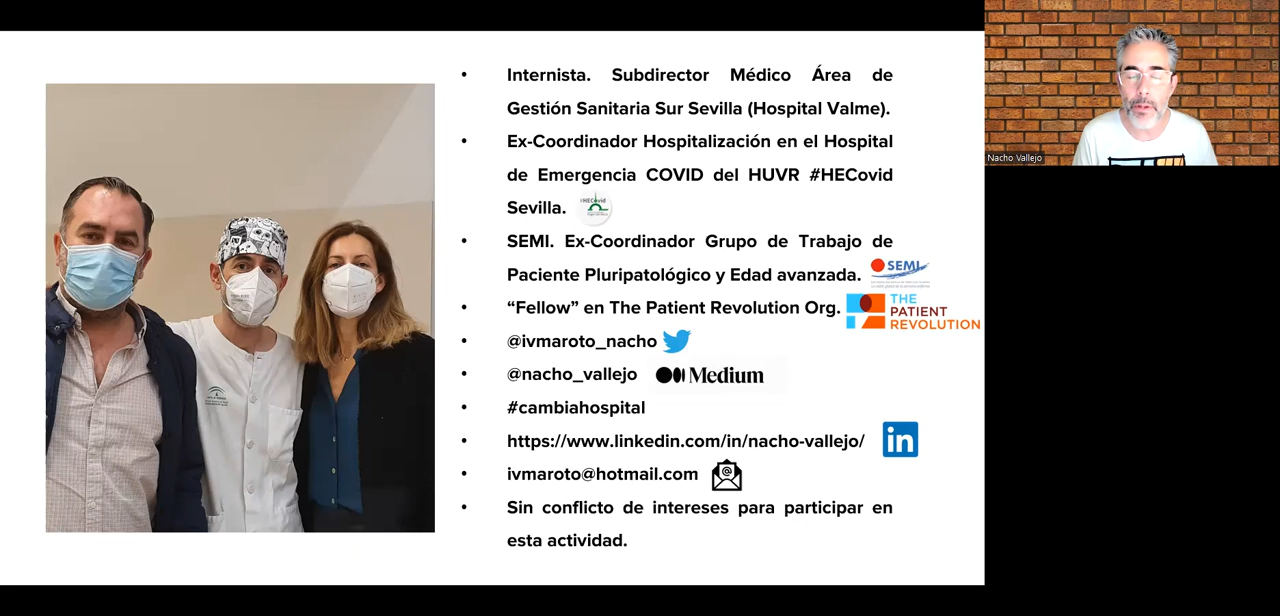 Internista. Subdirector Médico Área de
Gestión Sanitaria Sur Sevilla (Hospital Valme).
Ex-Coordinador Hospitalización en el Hospital
de Emergencia COVID del HUVR #HECovid
Sevilla.
#HECovid
SEMI. Ex-Coordinador Grupo de Trabajo de
Paciente Pluripatológico y Edad avanzada.
SEMI
“Fellow” en The Patient Revolution Org.
THE
PATIENT
REVOLUTION
@ivmaroto_nacho
@nacho_vallejo
Medium
#cambiahospital
https://www.linkedin.com/in/nacho-vallejo/
in
ivmaroto@hotmail.com
@
Sin conflicto de intereses para participar en
esta actividad.
Nacho Vallejo